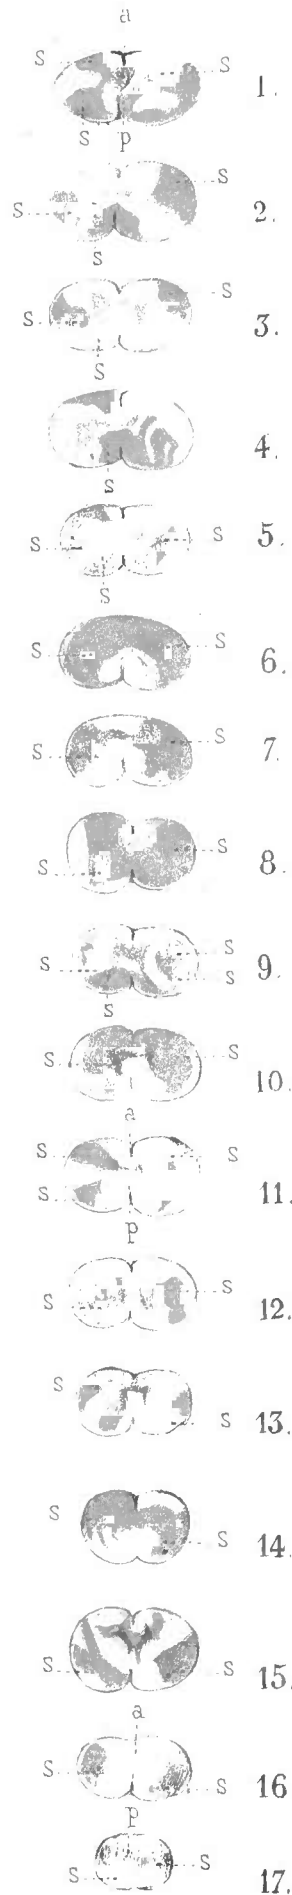 a
S S 1.
S p
S 2.
S
S
S
S 3.
S
4.
S
S S 5.
S
S S 6.
S S 7.
S S 8.
S
S S 9.
S
S S 10.
a
S S 11.
S
p
S S 12.
S
S 13.
S
S 14.
S S 15.
a
S S 16
p
S S 17.